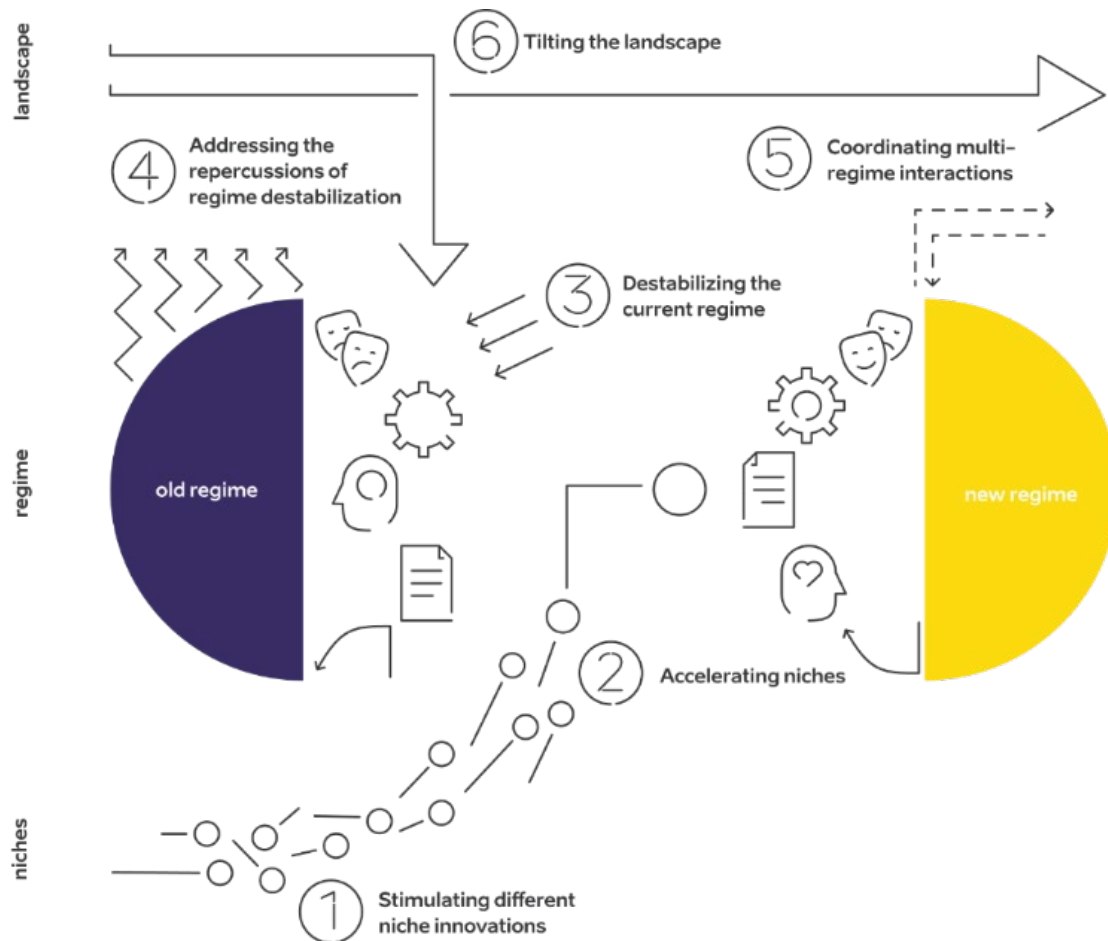 landscape
6
Tilting the landscape
4
Addressing the
repercussions of
regime destabilization
5
Coordinating multi-
regime interactions
3
Destabilizing the
current regime
regime
old regime
new regime
2
Accelerating niches
niches
1
Stimulating different
niche innovations